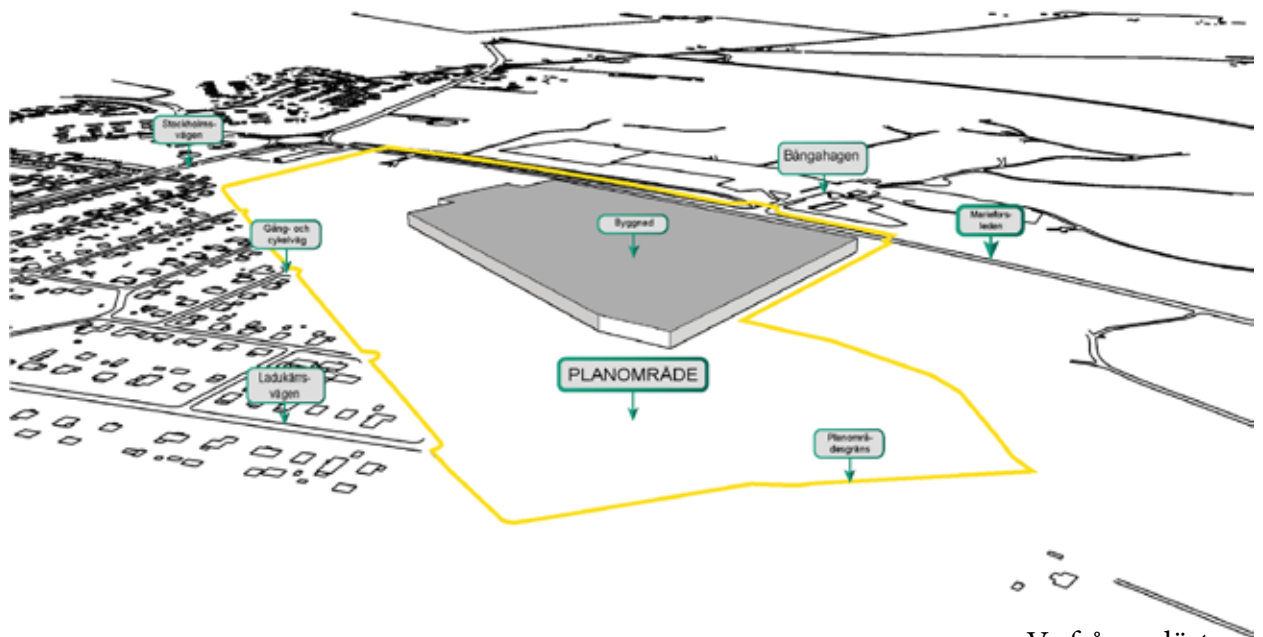 Stockholms-
vägen
Bångahagen
Gång- och
cykelväg
Byggnad
Mariefors-
leden
PLANOMRÅDE
Ladukärrs-
vägen
Planområ-
desgräns